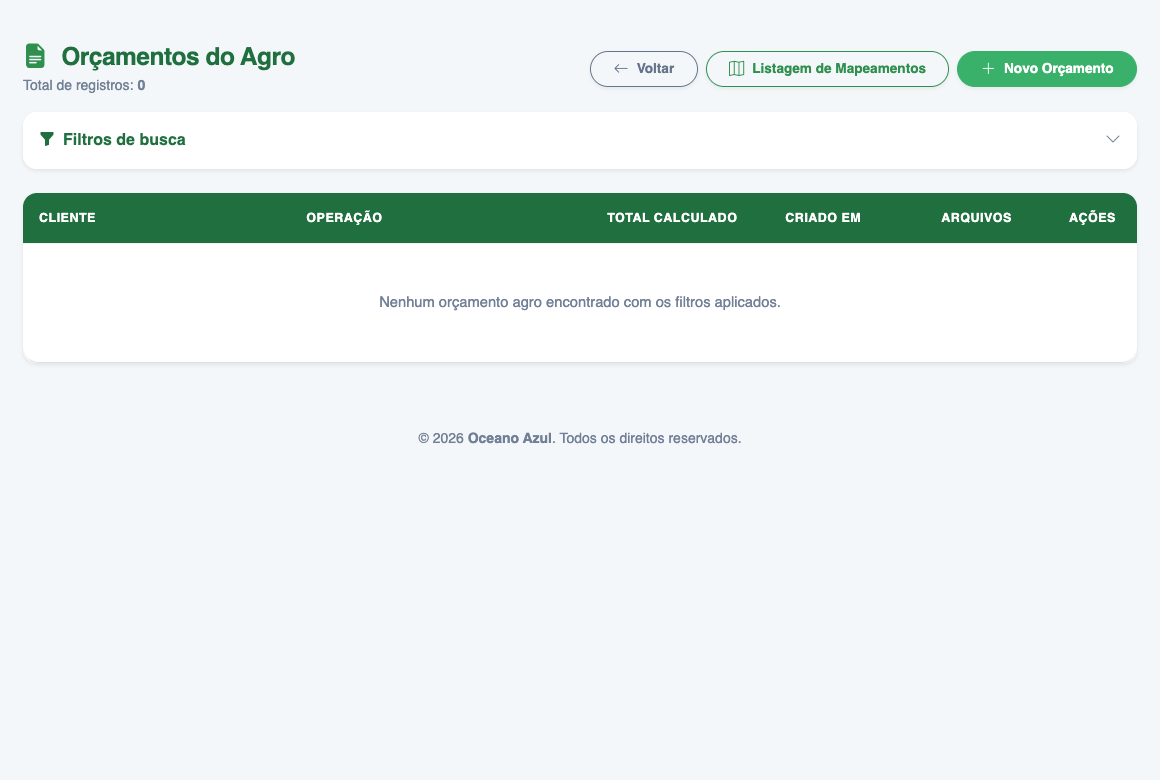 Orçamentos do Agro
Total de registros: 0
Voltar
Listagem de Mapeamentos
Novo Orçamento
Filtros de busca
CLIENTE OPERAÇÃO TOTAL CALCULADO CRIADO EM ARQUIVOS AÇÕES
Nenhum orçamento agro encontrado com os filtros aplicados.
© 2026 Oceano Azul. Todos os direitos reservados.